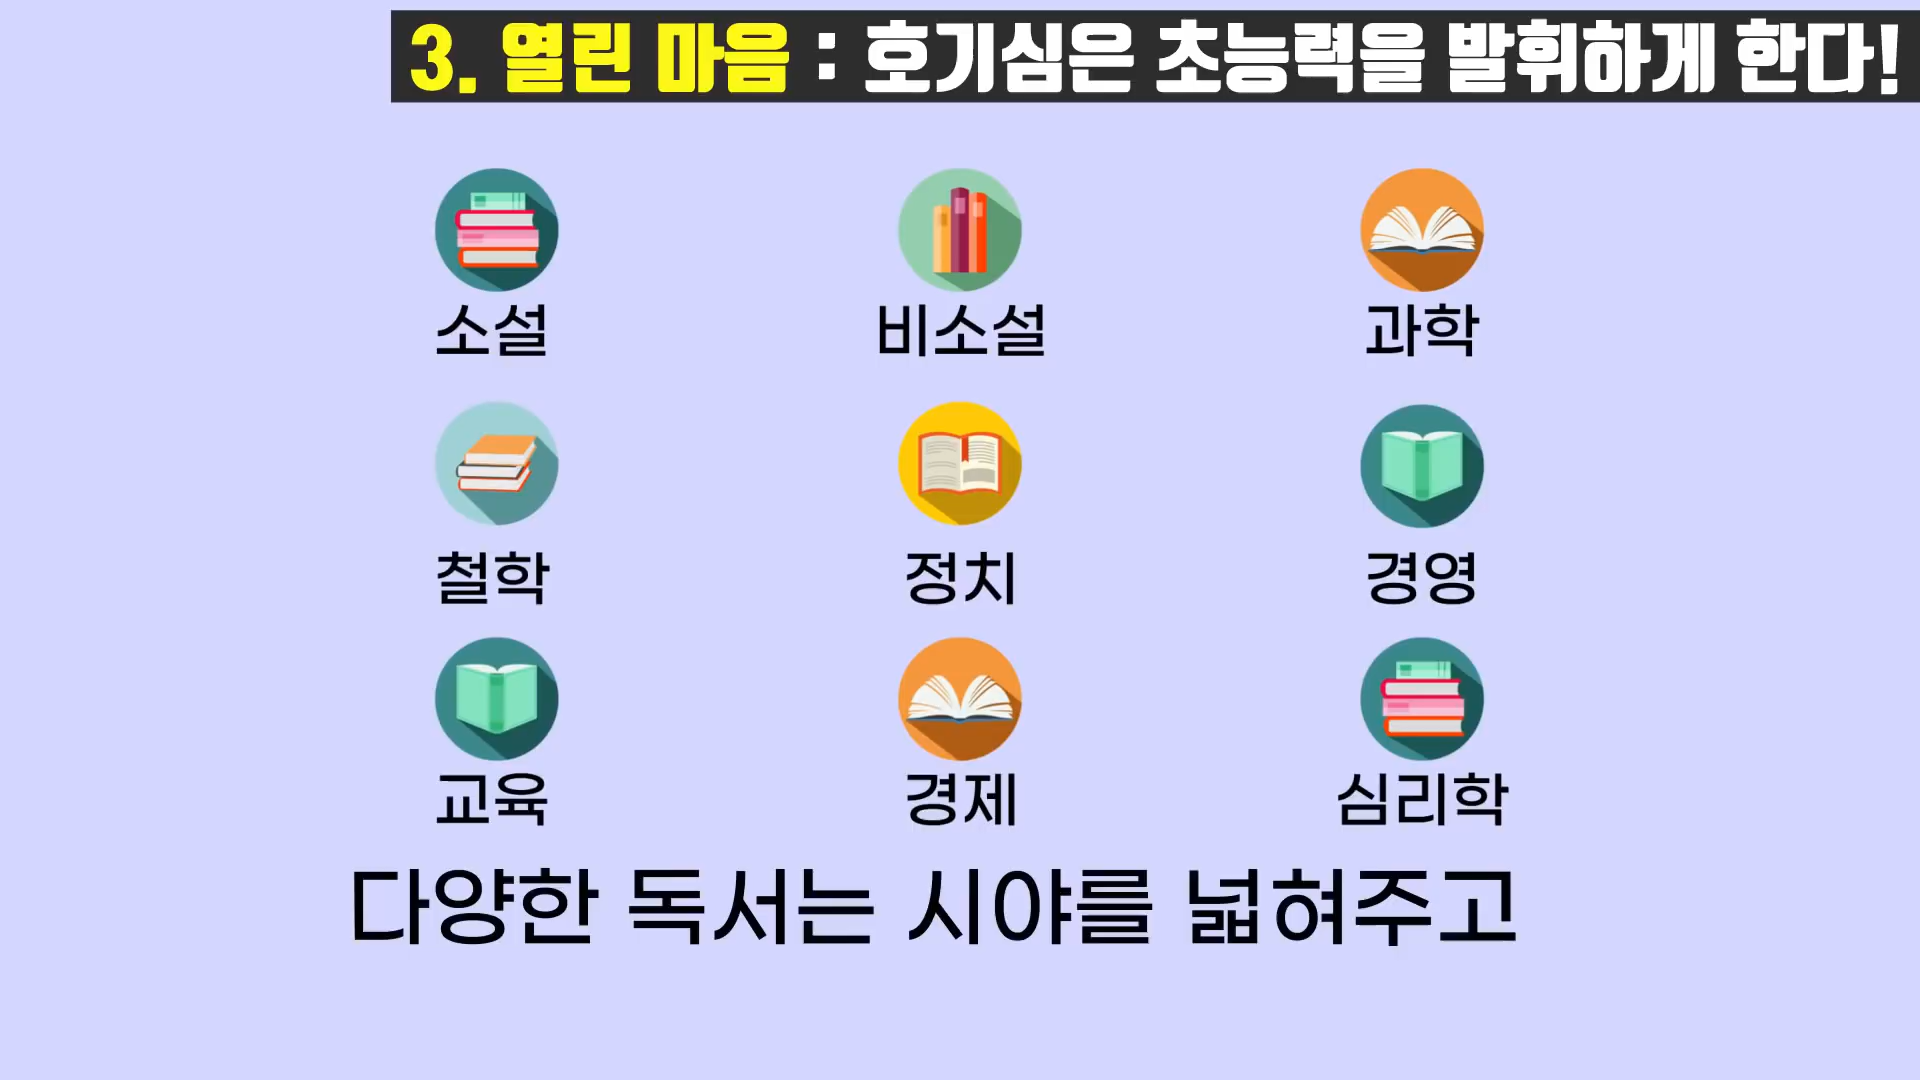 3. 열린 마음 : 호기심은 초능력을 발휘하게 한다!
소설 비소설 과학
철학 정치 경영
교육 경제 심리학
다양한 독서는 시야를 넓혀주고